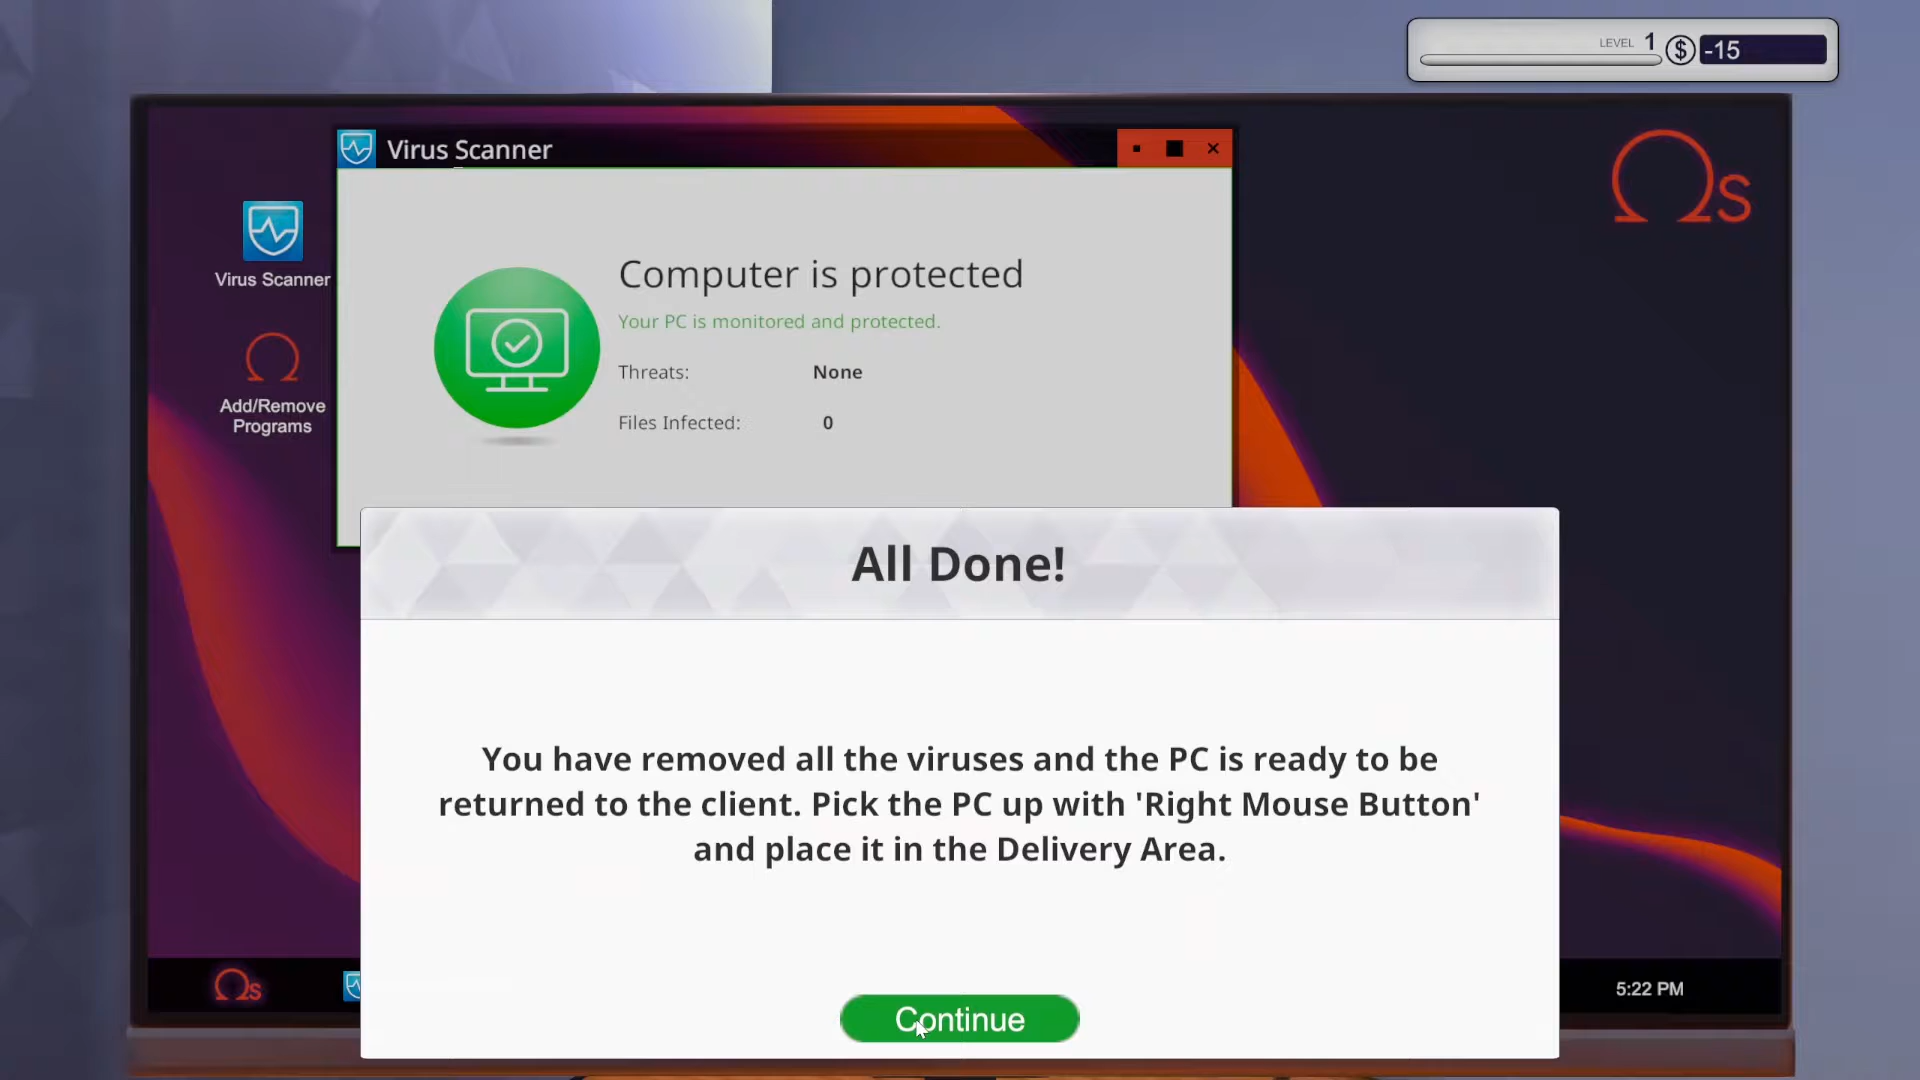 LEVEL 1 $ -15
Virus Scanner
Ωs
Virus Scanner
Computer is protected
Your PC is monitored and protected.
Threats: None
Files Infected: 0
Add/Remove
Programs
All Done!
You have removed all the viruses and the PC is ready to be
returned to the client. Pick the PC up with 'Right Mouse Button'
and place it in the Delivery Area.
Continue
Ωs
5:22 PM